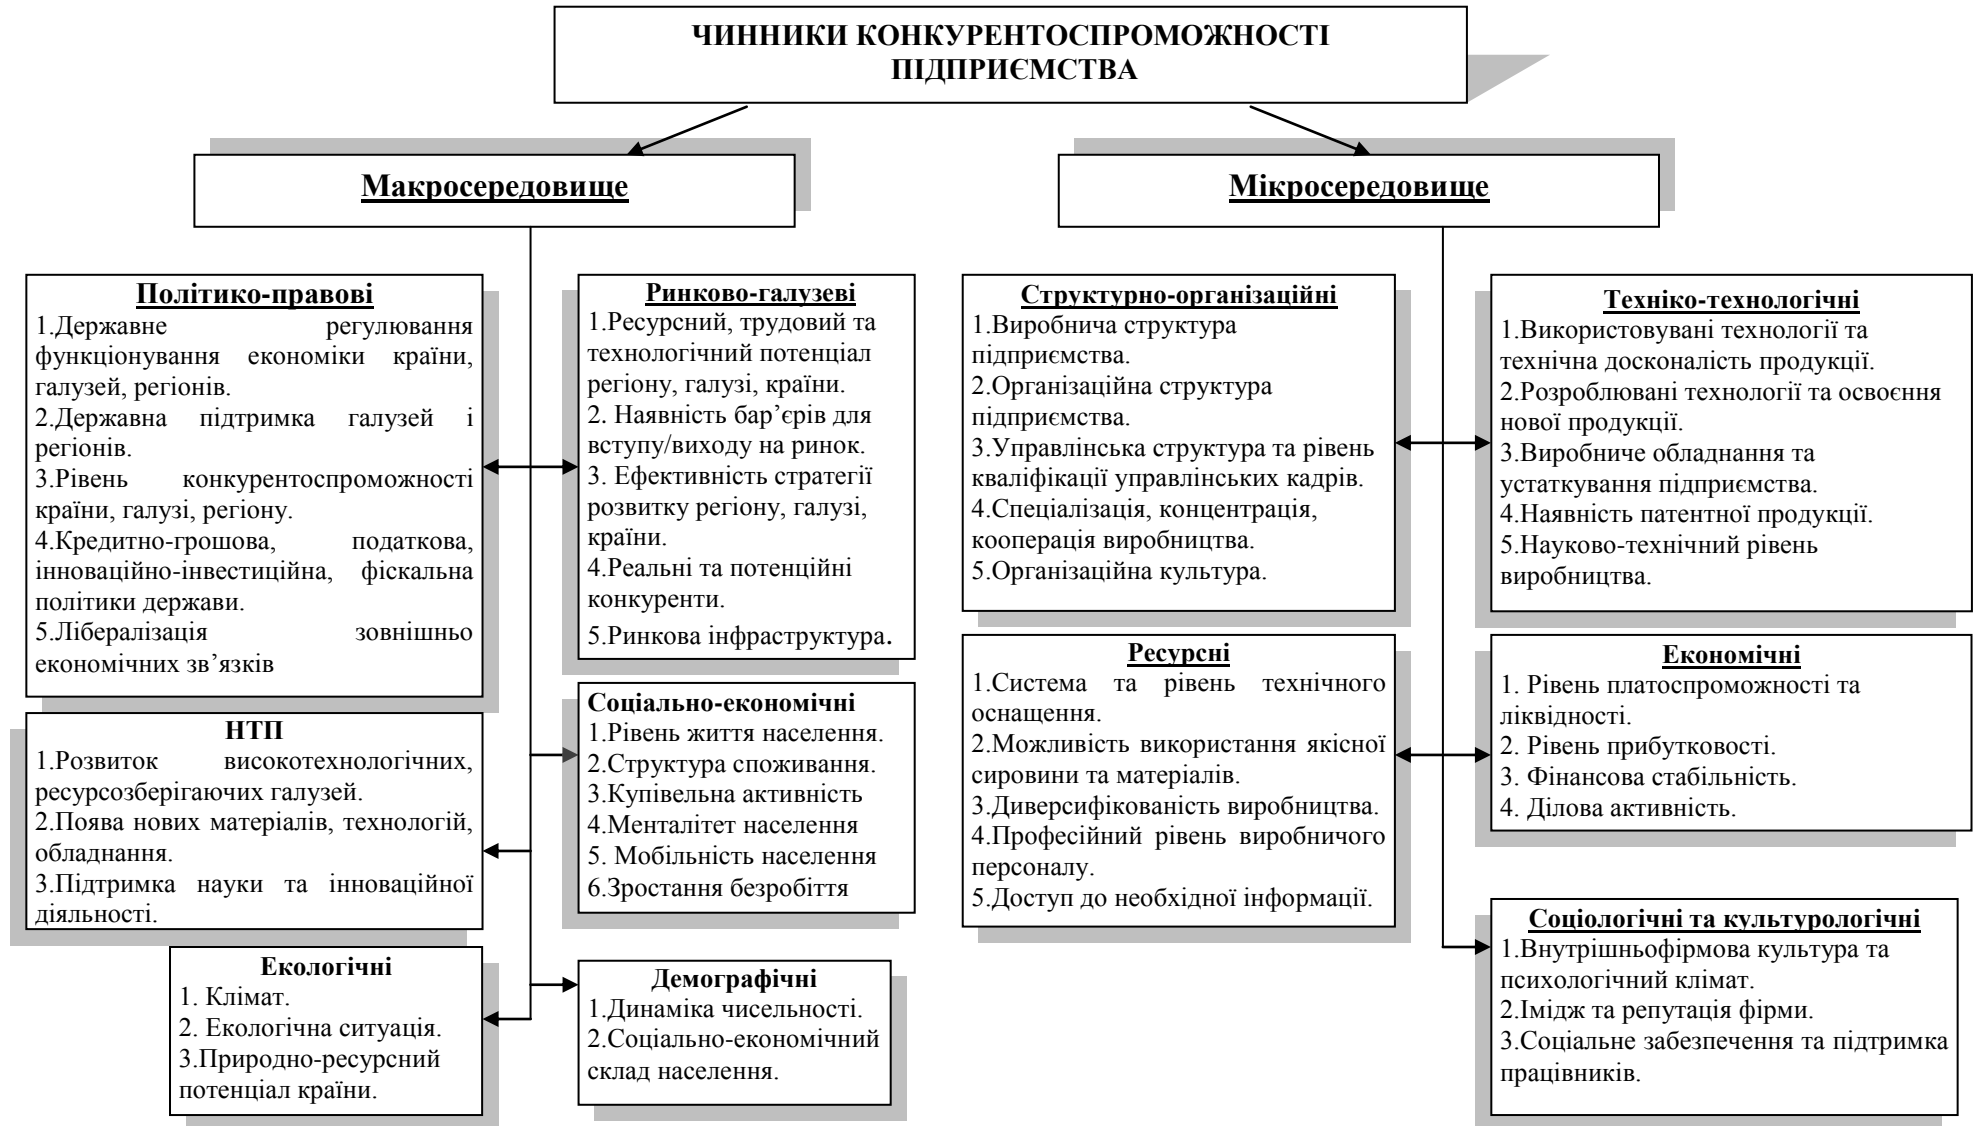 ЧИННИКИ КОНКУРЕНТОСПРОМОЖНОСТІ
ПІДПРИЄМСТВА
Макросередовище
Мікросередовище
Політико-правові
1.Державне регулювання
функціонування економіки країни,
галузей, регіонів.
2.Державна підтримка галузей і
регіонів.
3.Рівень конкурентоспроможності
країни, галузі, регіону.
4.Кредитно-грошова, податкова,
інноваційно-інвестиційна, фіскальна
політики держави.
5.Лібералізація зовнішньо
економічних зв’язків
Ринково-галузеві
1.Ресурсний, трудовий та
технологічний потенціал
регіону, галузі, країни.
2. Наявність бар’єрів для
вступу/виходу на ринок.
3. Ефективність стратегії
розвитку регіону, галузі,
країни.
4.Реальні та потенційні
конкуренти.
5.Ринкова інфраструктура.
НТП
1.Розвиток високотехнологічних,
ресурсозберігаючих галузей.
2.Поява нових матеріалів, технологій,
обладнання.
3.Підтримка науки та інноваційної
діяльності.
Соціально-економічні
1.Рівень життя населення.
2.Структура споживання.
3.Купівельна активність
4.Менталітет населення
5. Мобільність населення
6.Зростання безробіття
Екологічні
1. Клімат.
2. Екологічна ситуація.
3.Природно-ресурсний
потенціал країни.
Демографічні
1.Динаміка чисельності.
2.Соціально-економічний
склад населення.
Структурно-організаційні
1.Виробнича структура
підприємства.
2.Організаційна структура
підприємства.
3.Управлінська структура та рівень
кваліфікації управлінських кадрів.
4.Спеціалізація, концентрація,
кооперація виробництва.
5.Організаційна культура.
Техніко-технологічні
1.Використовувані технології та
технічна досконалість продукції.
2.Розроблювані технології та освоєння
нової продукції.
3.Виробниче обладнання та
устаткування підприємства.
4.Наявність патентної продукції.
5.Науково-технічний рівень
виробництва.
Ресурсні
1.Система та рівень технічного
оснащення.
2.Можливість використання якісної
сировини та матеріалів.
3.Диверсифікованість виробництва.
4.Професійний рівень виробничого
персоналу.
5.Доступ до необхідної інформації.
Економічні
1. Рівень платоспроможності та
ліквідності.
2. Рівень прибутковості.
3. Фінансова стабільність.
4. Ділова активність.
Соціологічні та культурологічні
1.Внутрішньофірмова культура та
психологічний клімат.
2.Імідж та репутація фірми.
3.Соціальне забезпечення та підтримка
працівників.